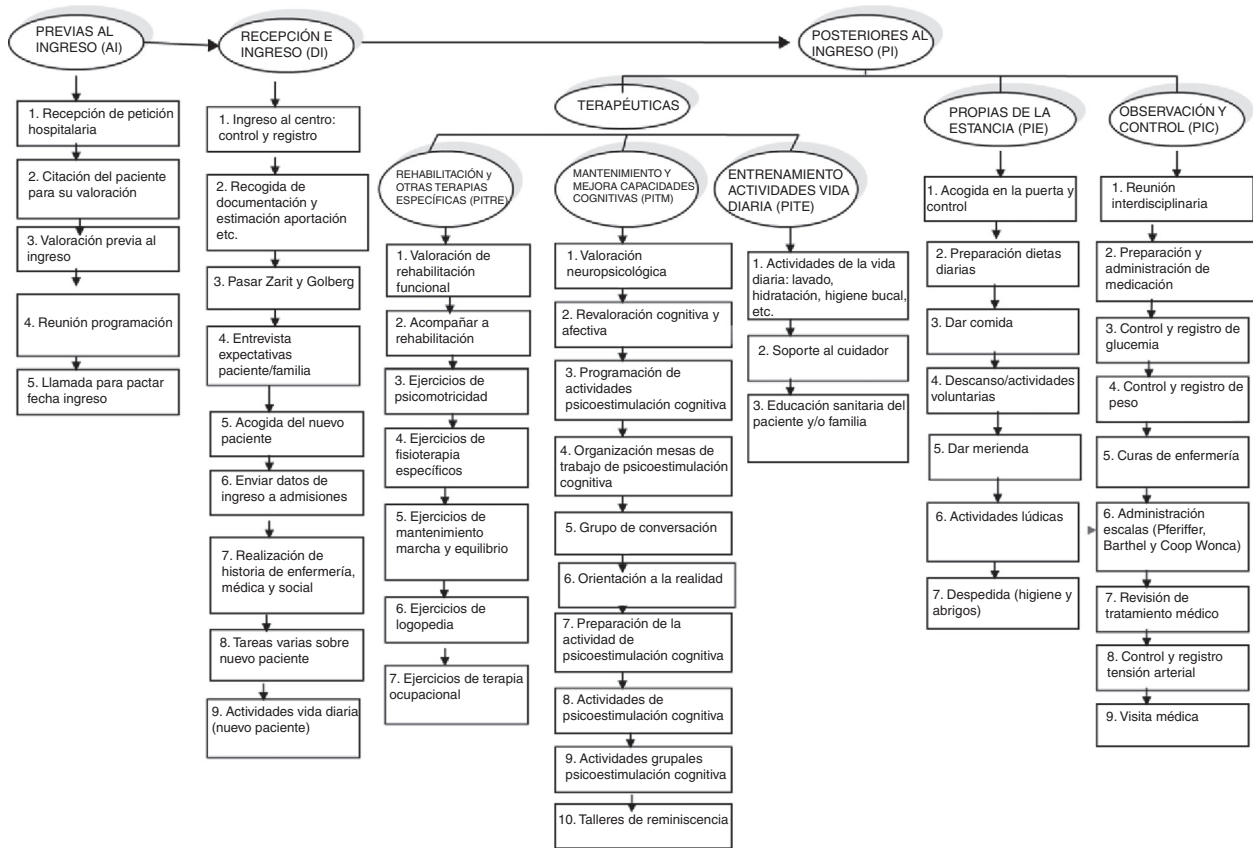 PREVIAS AL
INGRESO (AI)
RECEPCIÓN E
INGRESO (DI)
POSTERIORES AL
INGRESO (PI)
1. Recepción de petición
hospitalaria
2. Citación del paciente
para su valoración
3. Valoración previa al
ingreso
4. Reunión programación
5. Llamada para pactar
fecha ingreso
1. Ingreso al centro:
control y registro
2. Recogida de
documentación y
estimación aportación
etc.
3. Pasar Zarit y Golberg
4. Entrevista
expectativas
paciente/familia
5. Acogida del nuevo
paciente
6. Enviar datos de
ingreso a admisiones
7. Realización de
historia de enfermería,
médica y social
8. Tareas varias sobre
nuevo paciente
9. Actividades vida diaria
(nuevo paciente)
TERAPÉUTICAS
REHABILITACIÓN y
OTRAS TERAPIAS
ESPECÍFICAS (PITRE)
1. Valoración de
rehabilitación
funcional
2. Acompañar a
rehabilitación
3. Ejercicios de
psicomotricidad
4. Ejercicios de
fisioterapia
específicos
5. Ejercicios de
mantenimiento
marcha y equilibrio
6. Ejercicios de
logopedia
7. Ejercicios de terapia
ocupacional
MANTENIMIENTO Y
MEJORA CAPACIDADES
COGNITIVAS (PITM)
1. Valoración
neuropsicológica
2. Revaloración cognitiva y
afectiva
3. Programación de
actividades
psicoestimulación cognitiva
4. Organización mesas de
trabajo de psicoestimulación
cognitiva
5. Grupo de conversación
6. Orientación a la realidad
7. Preparación de la
actividad de
psicoestimulación cognitiva
8. Actividades de
psicoestimulación cognitiva
9. Actividades grupales
psicoestimulación cognitiva
10. Talleres de reminiscencia
ENTRENAMIENTO
ACTIVIDADES VIDA
DIARIA (PITE)
1. Actividades de la vida
diaria: lavado,
hidratación, higiene bucal,
etc.
2. Soporte al cuidador
3. Educación sanitaria del
paciente y/o familia
PROPIAS DE LA
ESTANCIA (PIE)
1. Acogida en la puerta y
control
2. Preparación dietas
diarias
3. Dar comida
4. Descanso/actividades
voluntarias
5. Dar merienda
6. Actividades lúdicas
7. Despedida (higiene y
abrigos)
OBSERVACIÓN Y
CONTROL (PIC)
1. Reunión
interdisciplinaria
2. Preparación y
administración de
medicación
3. Control y registro de
glucemia
4. Control y registro de
peso
5. Curas de enfermería
6. Administración
escalas (Pferiffer,
Barthel y Coop Wonca)
7. Revisión de
tratamiento médico
8. Control y registro
tensión arterial
9. Visita médica